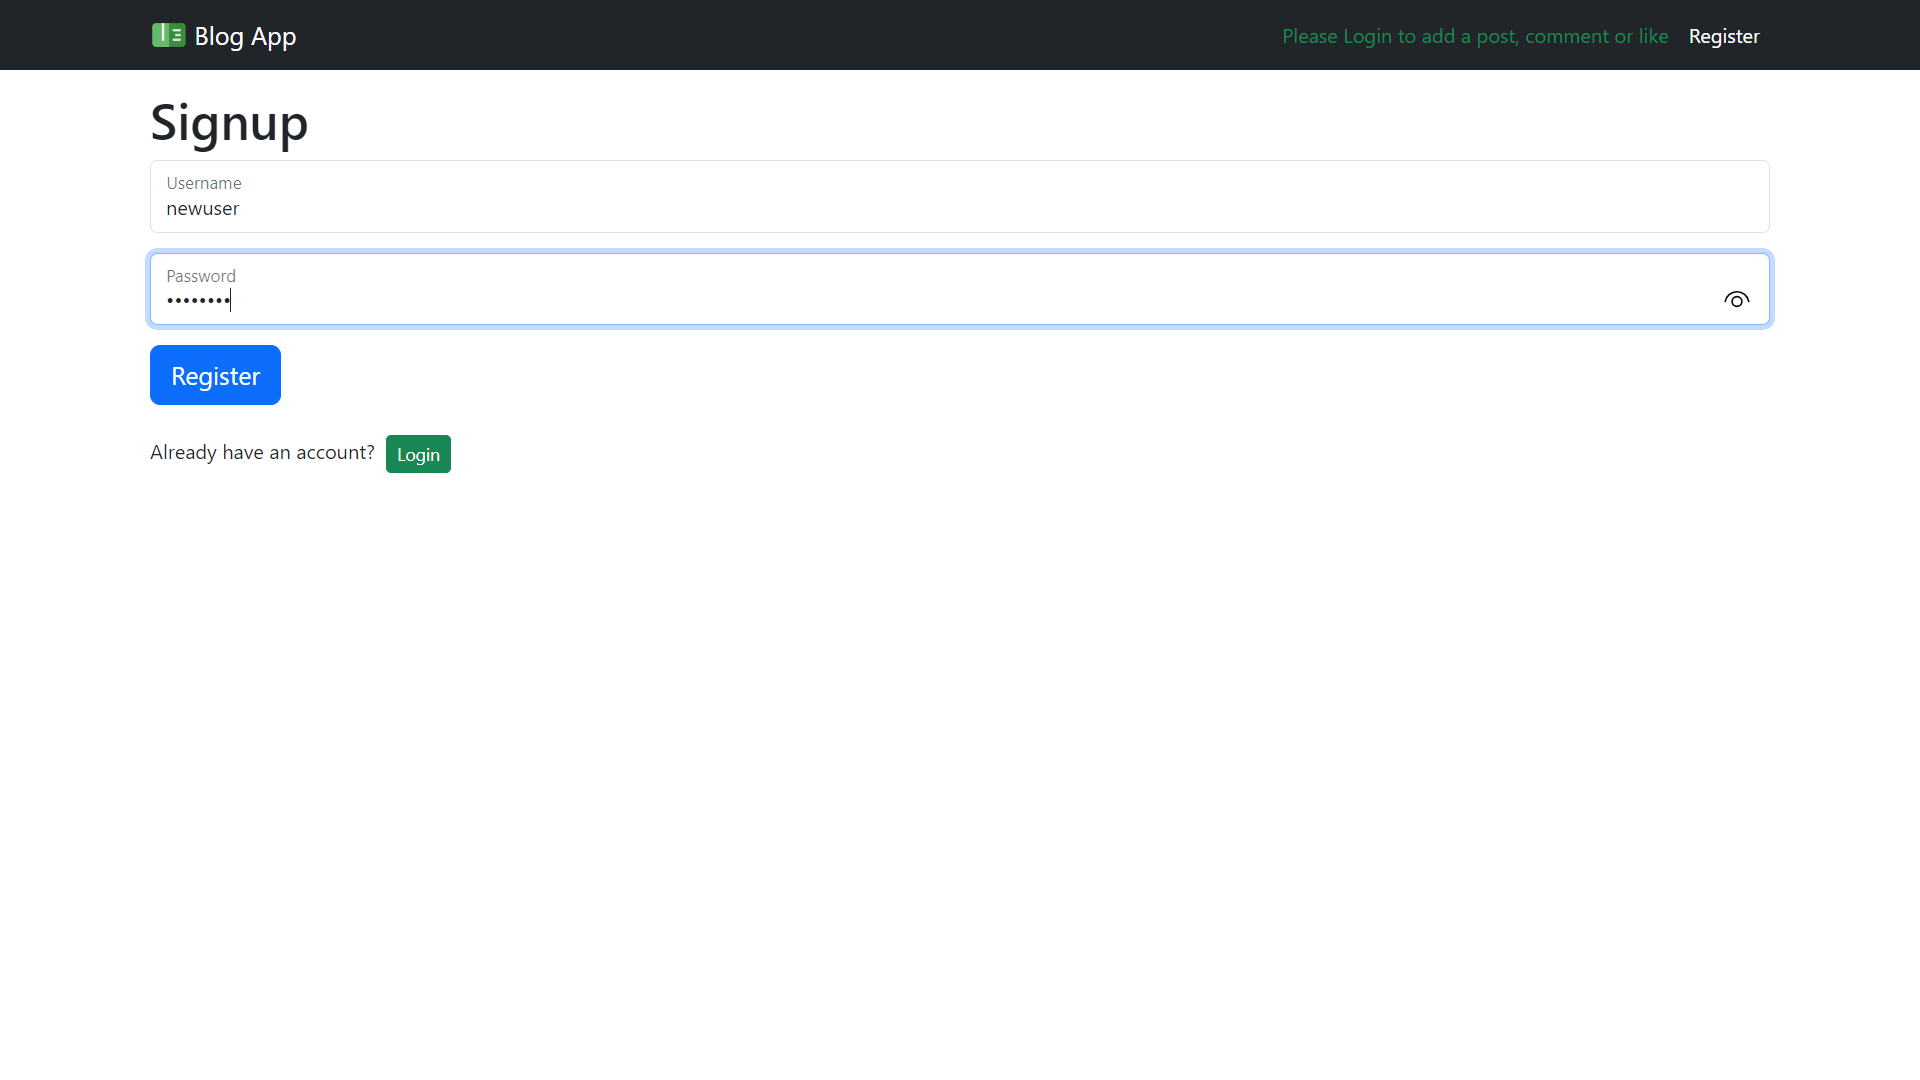 Blog App
Please Login to add a post, comment or like
Register
Signup
Username
newuser
Password
••••••••
Register
Already have an account?
Login